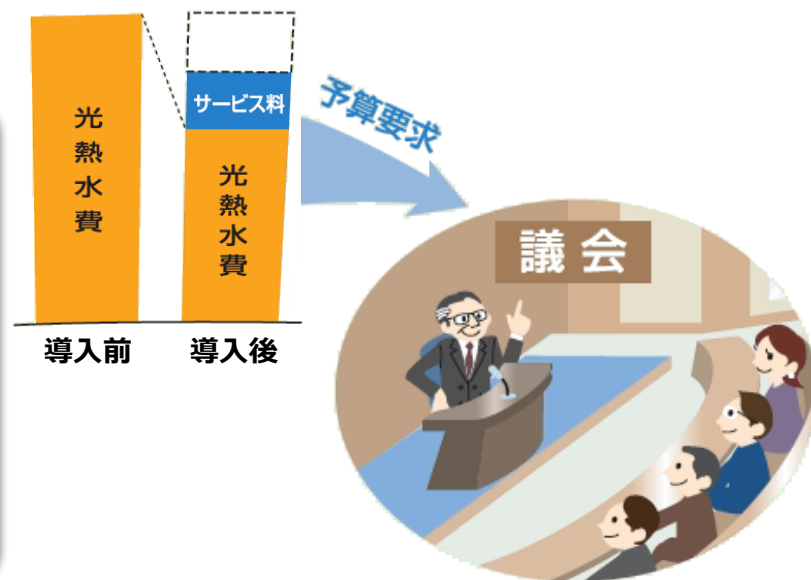 光熱水費
サービス料
光熱水費
導入前
導入後
予算要求
議会